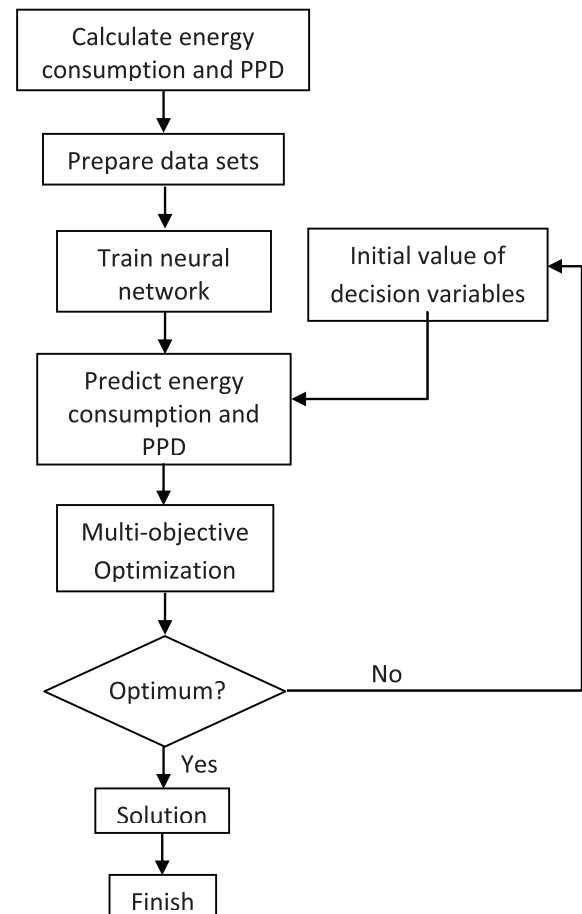 Calculate energy
consumption and PPD
Prepare data sets
Train neural
network
Initial value of
decision variables
Predict energy
consumption and
PPD
Multi-objective
Optimization
Optimum?
No
Yes
Solution
Finish